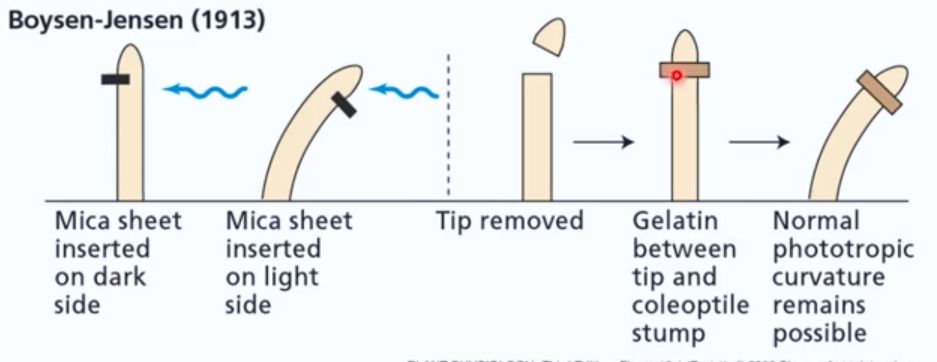 Boysen-Jensen (1913)
Mica sheet
inserted
on dark
side
Mica sheet
inserted
on light
side
Tip removed
Gelatin
between
tip and
coleoptile
stump
Normal
phototropic
curvature
remains
possible